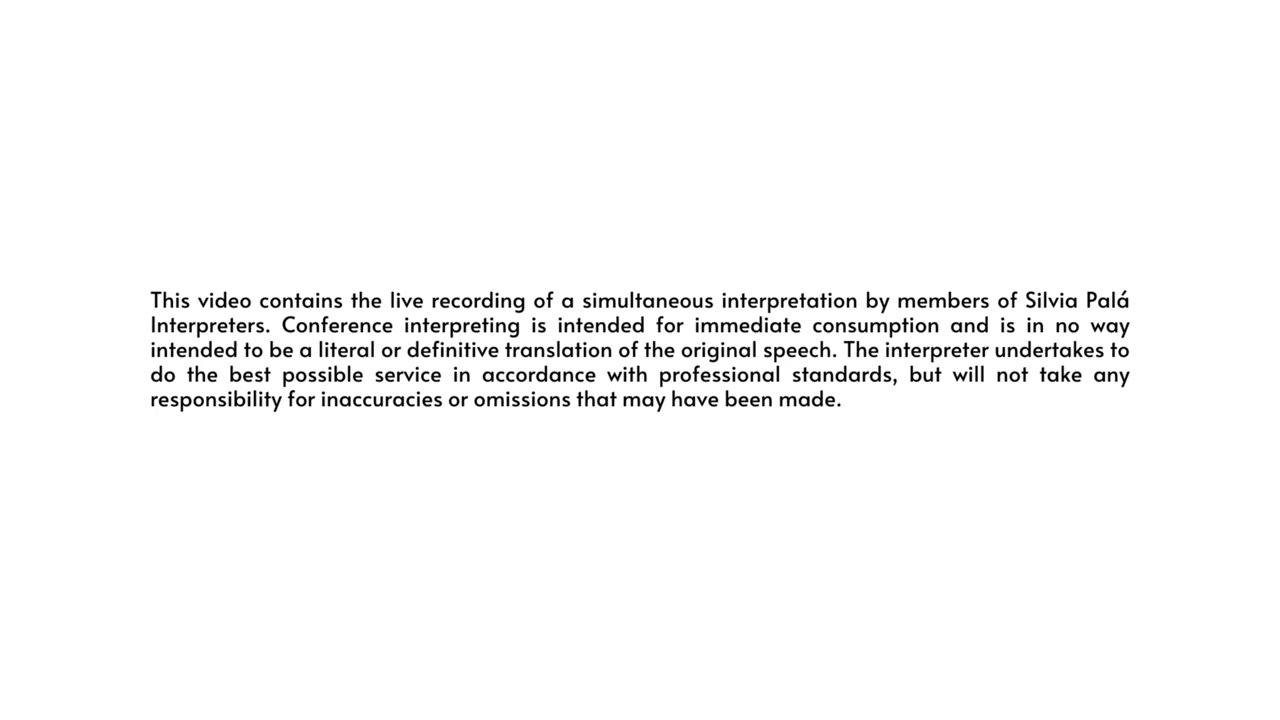 This video contains the live recording of a simultaneous interpretation by members of Silvia Palá
Interpreters. Conference interpreting is intended for immediate consumption and is in no way
intended to be a literal or definitive translation of the original speech. The interpreter undertakes to
do the best possible service in accordance with professional standards, but will not take any
responsibility for inaccuracies or omissions that may have been made.